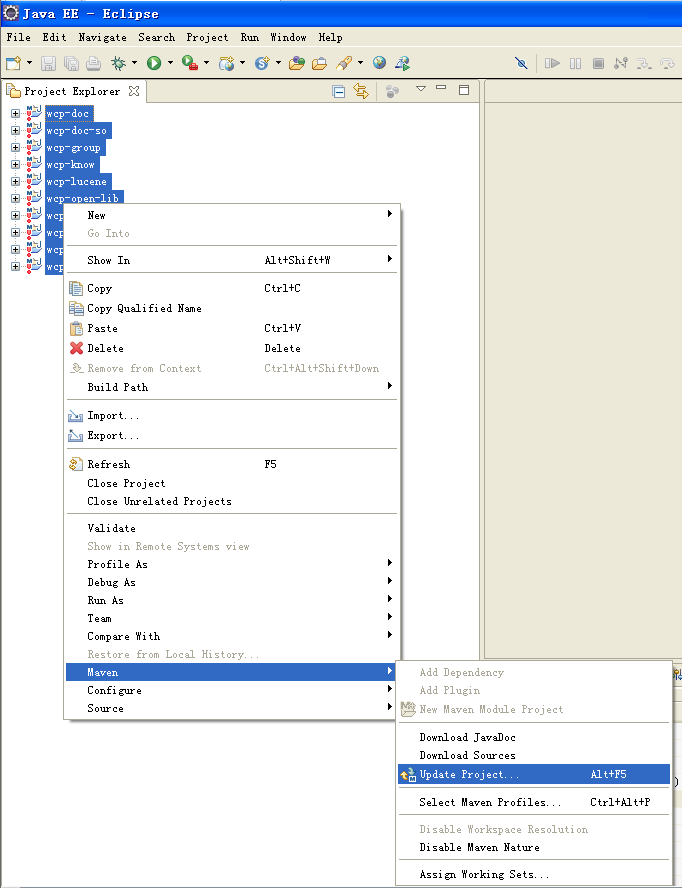 Java EE - Eclipse
File Edit Navigate Search Project Run Window Help
Project Explorer
wcp-doc
wcp-doc-so
wcp-group
wcp-know
wcp-lucene
wcp-open-lib
wcp
wcp
wcp
wcp
New
Go Into
Show In Alt+Shift+W
Copy Ctrl+C
Copy Qualified Name
Paste Ctrl+V
Delete Delete
Remove from Context Ctrl+Alt+Shift+Down
Build Path
Import...
Export...
Refresh F5
Close Project
Close Unrelated Projects
Validate
Show in Remote Systems view
Profile As
Debug As
Run As
Team
Compare With
Restore from Local History...
Maven
Configure
Source
Add Dependency
Add Plugin
New Maven Module Project
Download JavaDoc
Download Sources
Update Project... Alt+F5
Select Maven Profiles... Ctrl+Alt+P
Disable Workspace Resolution
Disable Maven Nature
Assign Working Sets...